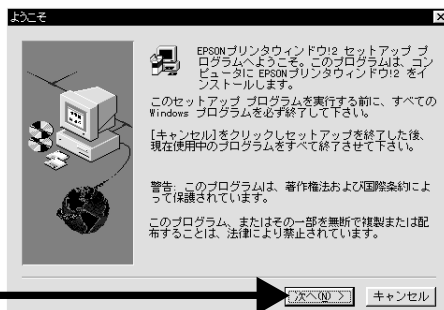 ようこそ
EPSONプリンタウィンドウ!2 セットアップ プ
ログラムへようこそ。このプログラムは、コン
ピュータに EPSONプリンタウィンドウ!2 をイ
ンストールします。
このセットアップ プログラムを実行する前に、すべての
Windows プログラムを必ず終了して下さい。
[キャンセル]をクリックしセットアップを終了した後、
現在使用中のプログラムをすべて終了させて下さい。
警告: このプログラムは、著作権法および国際条約によ
って保護されています。
このプログラム、またはその一部を無断で複製または配
布することは、法律により禁止されています。
次へ(N) >
キャンセル